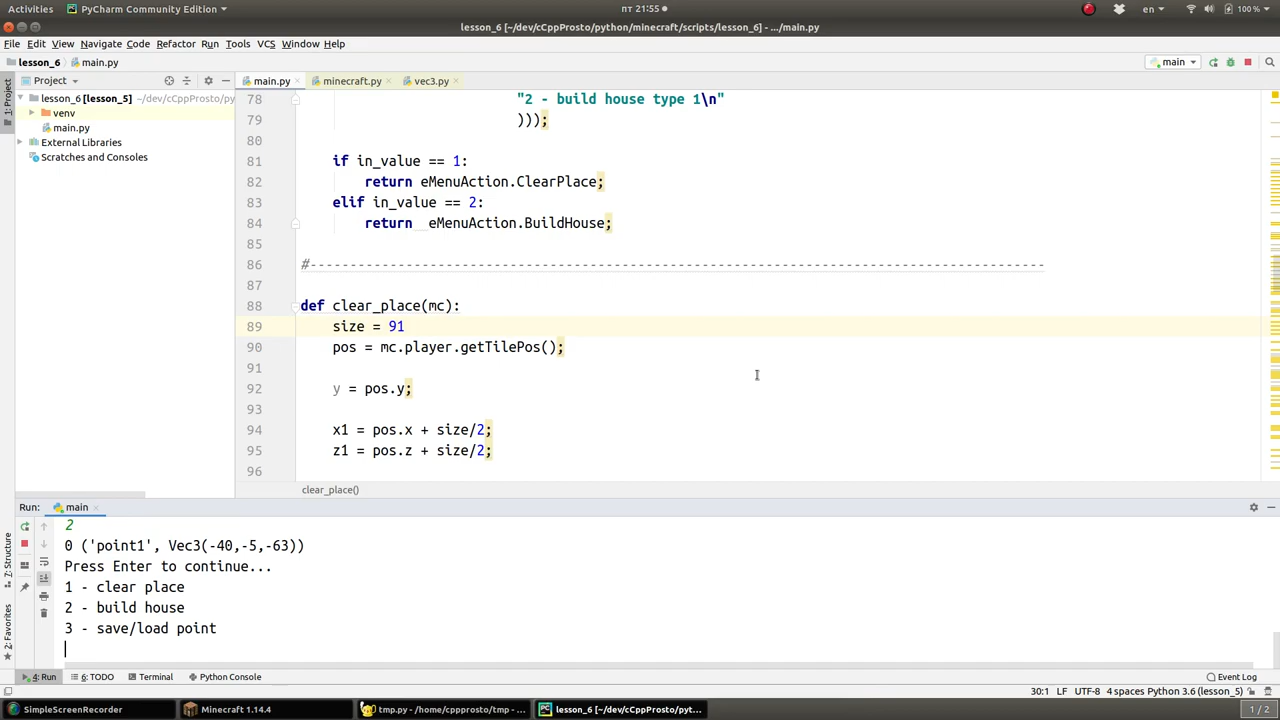 Activities PyCharm Community Edition пт 21:55 en 100 %
lesson_6 [~/dev/cCppProsto/python/minecraft/scripts/lesson_6] - .../main.py
File Edit View Navigate Code Refactor Run Tools VCS Window Help
lesson_6 main.py main
Project main.py minecraft.py vec3.py
lesson_6 [lesson_5] ~/dev/cCppProsto/py
venv
main.py
External Libraries
Scratches and Consoles
1: Project
7: Structure
2: Favorites
78 "2 - build house type 1\n"
79 )));
80
81 if in_value == 1:
82 return eMenuAction.ClearPlace;
83 elif in_value == 2:
84 return eMenuAction.BuildHouse;
85
86 #--------------------------------------------------------------------------------------------
87
88 def clear_place(mc):
89 size = 91
90 pos = mc.player.getTilePos();
91
92 y = pos.y;
93
94 x1 = pos.x + size/2;
95 z1 = pos.z + size/2;
96
clear_place()
Run: main
2
0 ('point1', Vec3(-40,-5,-63))
Press Enter to continue...
1 - clear place
2 - build house
3 - save/load point
4: Run 6: TODO Terminal Python Console Event Log
30:1 LF UTF-8 4 spaces Python 3.6 (lesson_5)
SimpleScreenRecorder Minecraft 1.14.4 tmp.py - /home/cppprosto/tmp - ... lesson_6 [~/dev/cCppProsto/pyt... 1 / 2